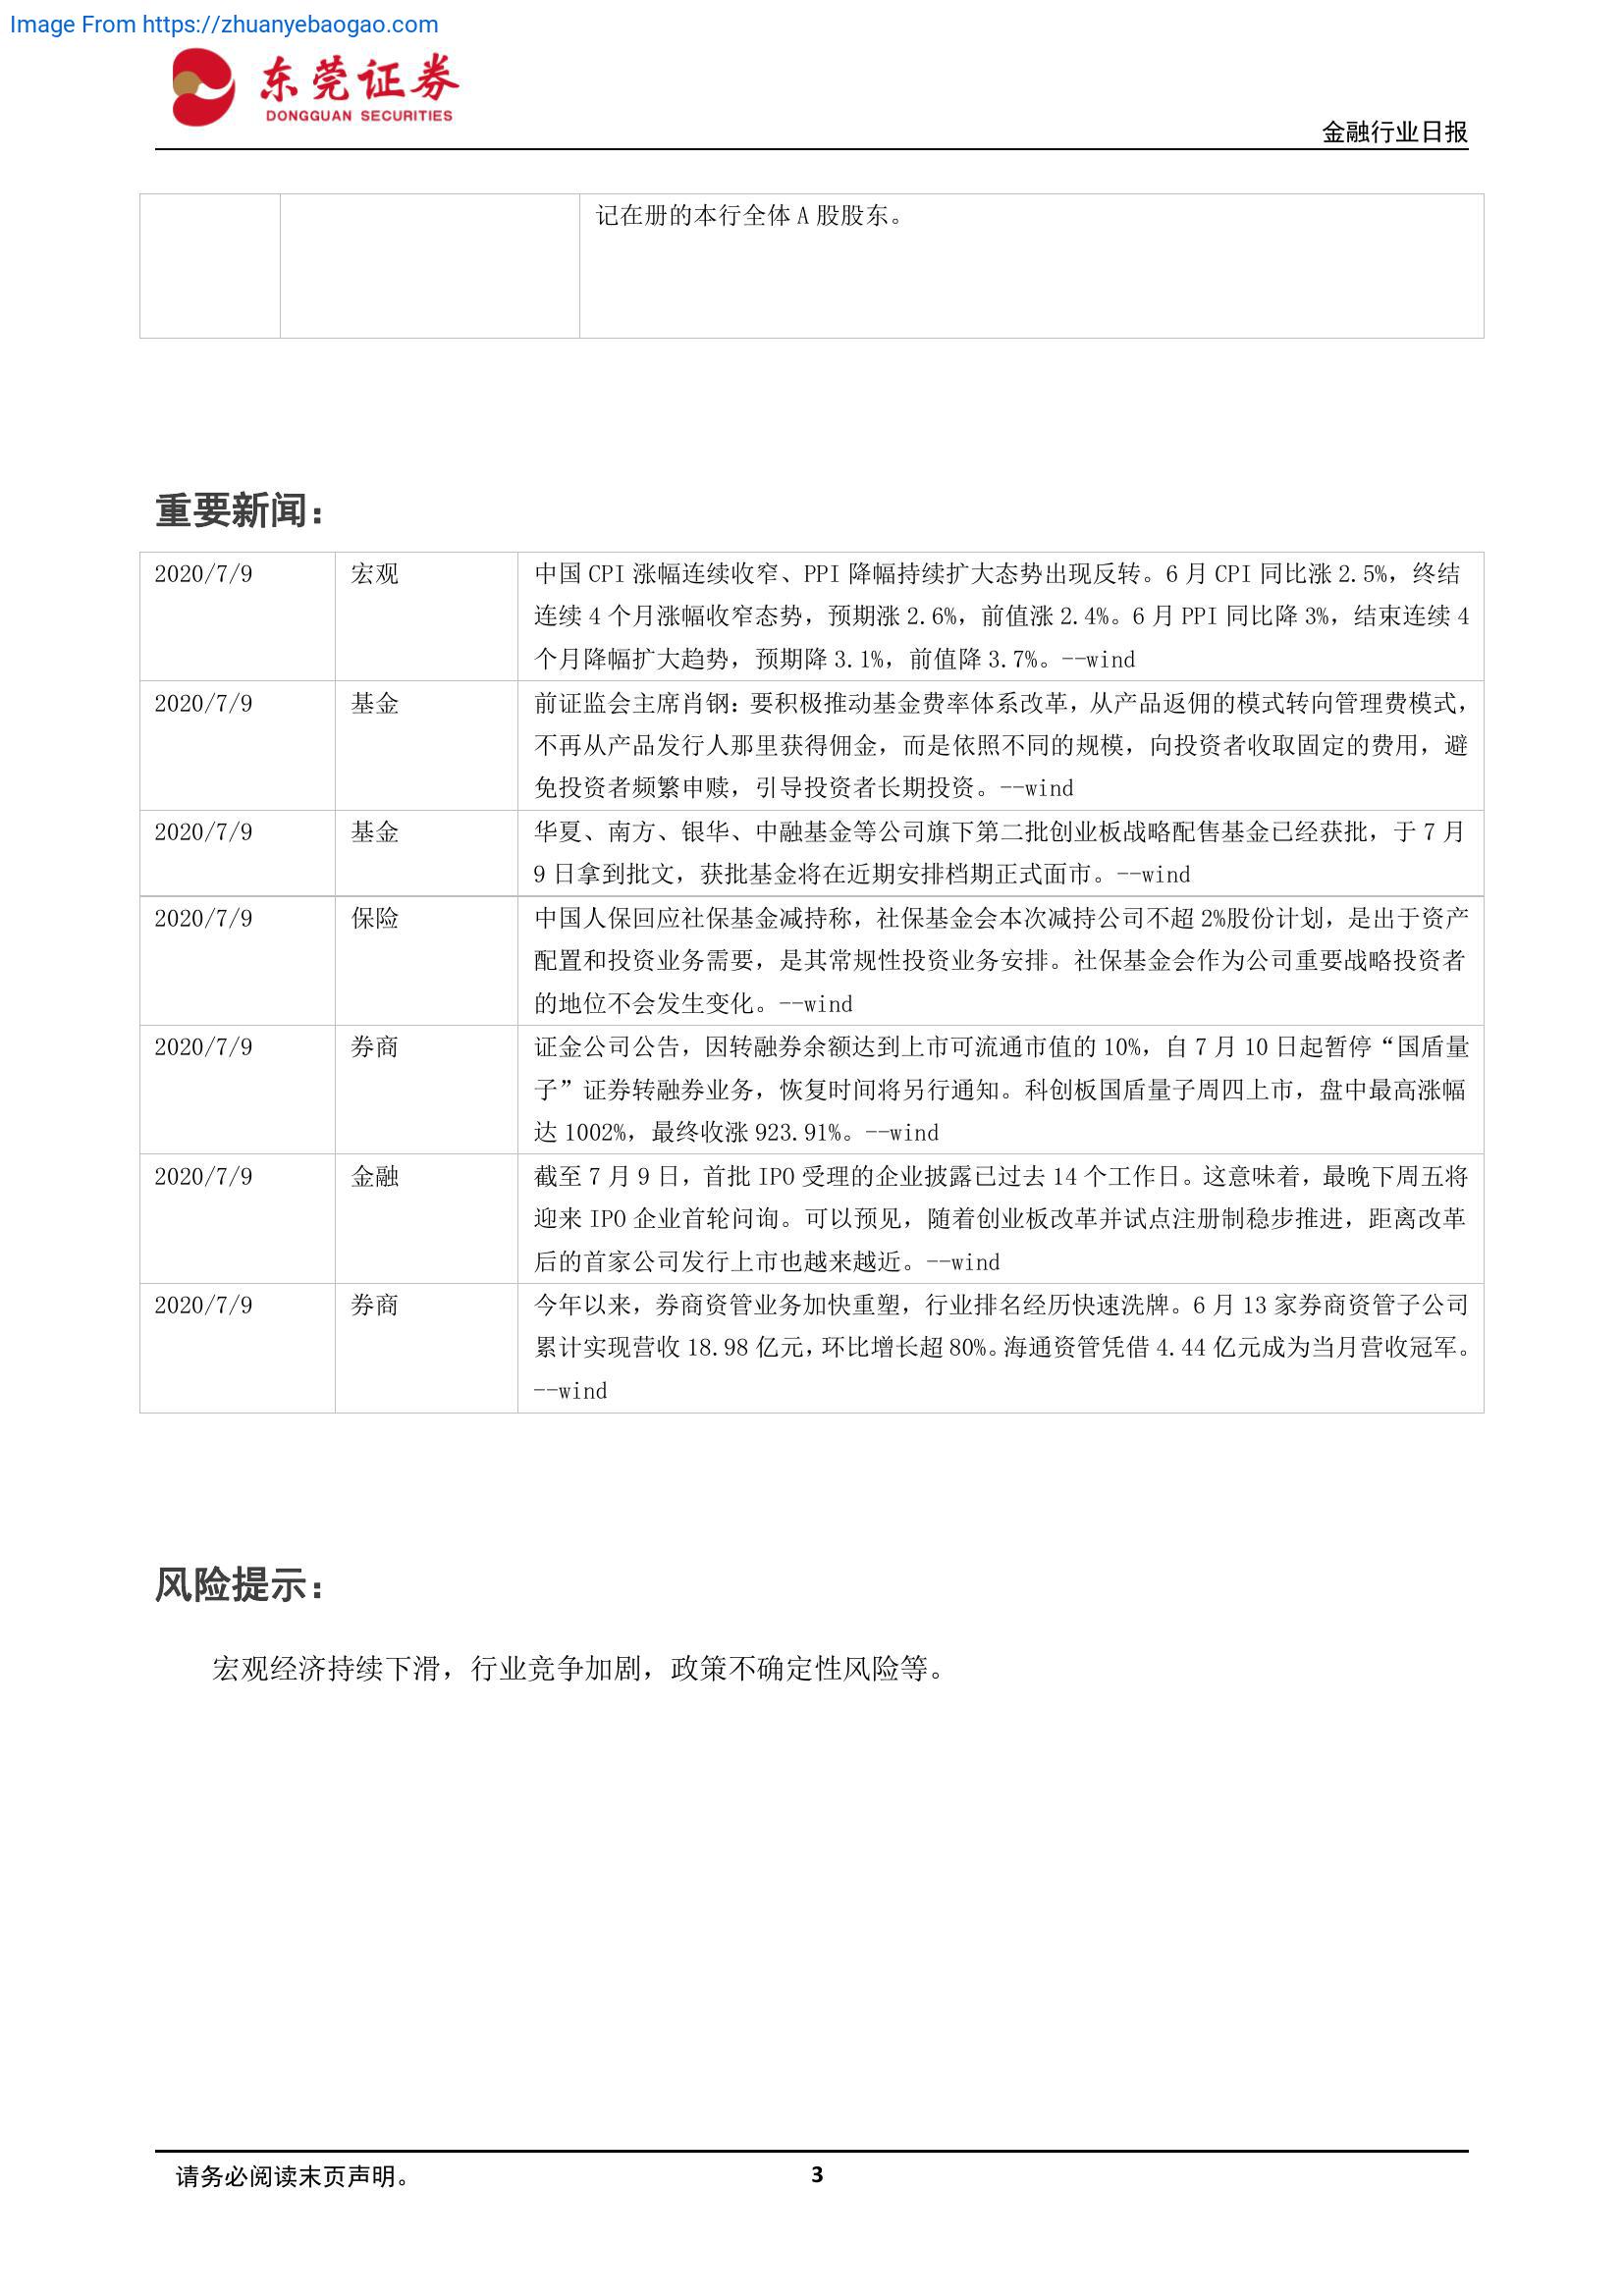 Image From https://zhuanyebaogao.com
东莞证券
DONGGUAN SECURITIES
金融行业日报
记在册的本行全体 A 股股东。
重要新闻：
2020/7/9 宏观 中国 CPI 涨幅连续收窄、PPI 降幅持续扩大态势出现反转。6 月 CPI 同比涨 2.5%，终结
连续 4 个月涨幅收窄态势，预期涨 2.6%，前值涨 2.4%。6 月 PPI 同比降 3%，结束连续 4
个月降幅扩大趋势，预期降 3.1%，前值降 3.7%。--wind
2020/7/9 基金 前证监会主席肖钢：要积极推动基金费率体系改革，从产品返佣的模式转向管理费模式，
不再从产品发行人那里获得佣金，而是依照不同的规模，向投资者收取固定的费用，避
免投资者频繁申赎，引导投资者长期投资。--wind
2020/7/9 基金 华夏、南方、银华、中融基金等公司旗下第二批创业板战略配售基金已经获批，于 7 月
9 日拿到批文，获批基金将在近期安排档期正式面市。--wind
2020/7/9 保险 中国人保回应社保基金减持称，社保基金会本次减持公司不超 2%股份计划，是出于资产
配置和投资业务需要，是其常规性投资业务安排。社保基金会作为公司重要战略投资者
的地位不会发生变化。--wind
2020/7/9 券商 证金公司公告，因转融券余额达到上市可流通市值的 10%，自 7 月 10 日起暂停“国盾量
子”证券转融券业务，恢复时间将另行通知。科创板国盾量子周四上市，盘中最高涨幅
达 1002%，最终收涨 923.91%。--wind
2020/7/9 金融 截至 7 月 9 日，首批 IPO 受理的企业披露已过去 14 个工作日。这意味着，最晚下周五将
迎来 IPO 企业首轮问询。可以预见，随着创业板改革并试点注册制稳步推进，距离改革
后的首家公司发行上市也越来越近。--wind
2020/7/9 券商 今年以来，券商资管业务加快重塑，行业排名经历快速洗牌。6 月 13 家券商资管子公司
累计实现营收 18.98 亿元，环比增长超 80%。海通资管凭借 4.44 亿元成为当月营收冠军。
--wind
风险提示：
宏观经济持续下滑，行业竞争加剧，政策不确定性风险等。
请务必阅读末页声明。 3